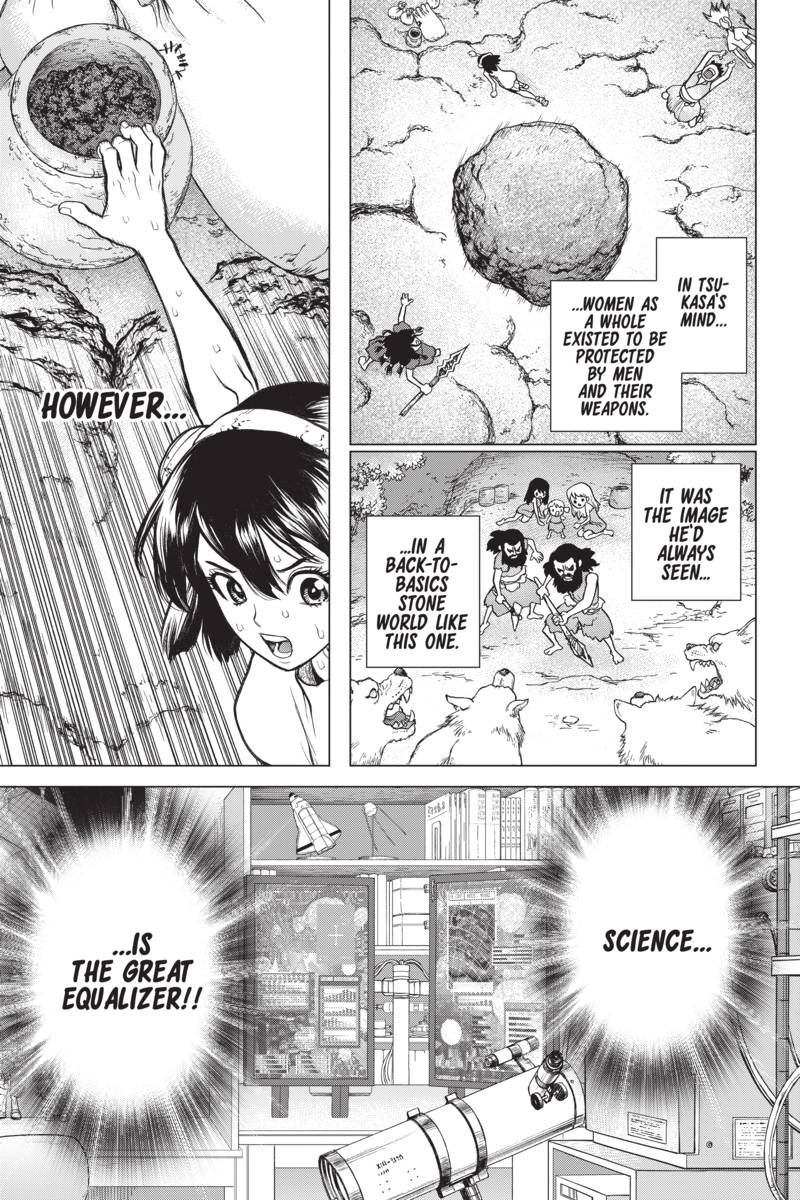 IN TSU-
KASA'S
MIND...
...WOMEN AS
A WHOLE
EXISTED TO BE
PROTECTED
BY MEN
AND THEIR
WEAPONS.
IT WAS
THE IMAGE
HE'D
ALWAYS
SEEN...
...IN A
BACK-TO-
BASICS
STONE
WORLD LIKE
THIS ONE.
HOWEVER...
SCIENCE...
...IS
THE GREAT
EQUALIZER!!